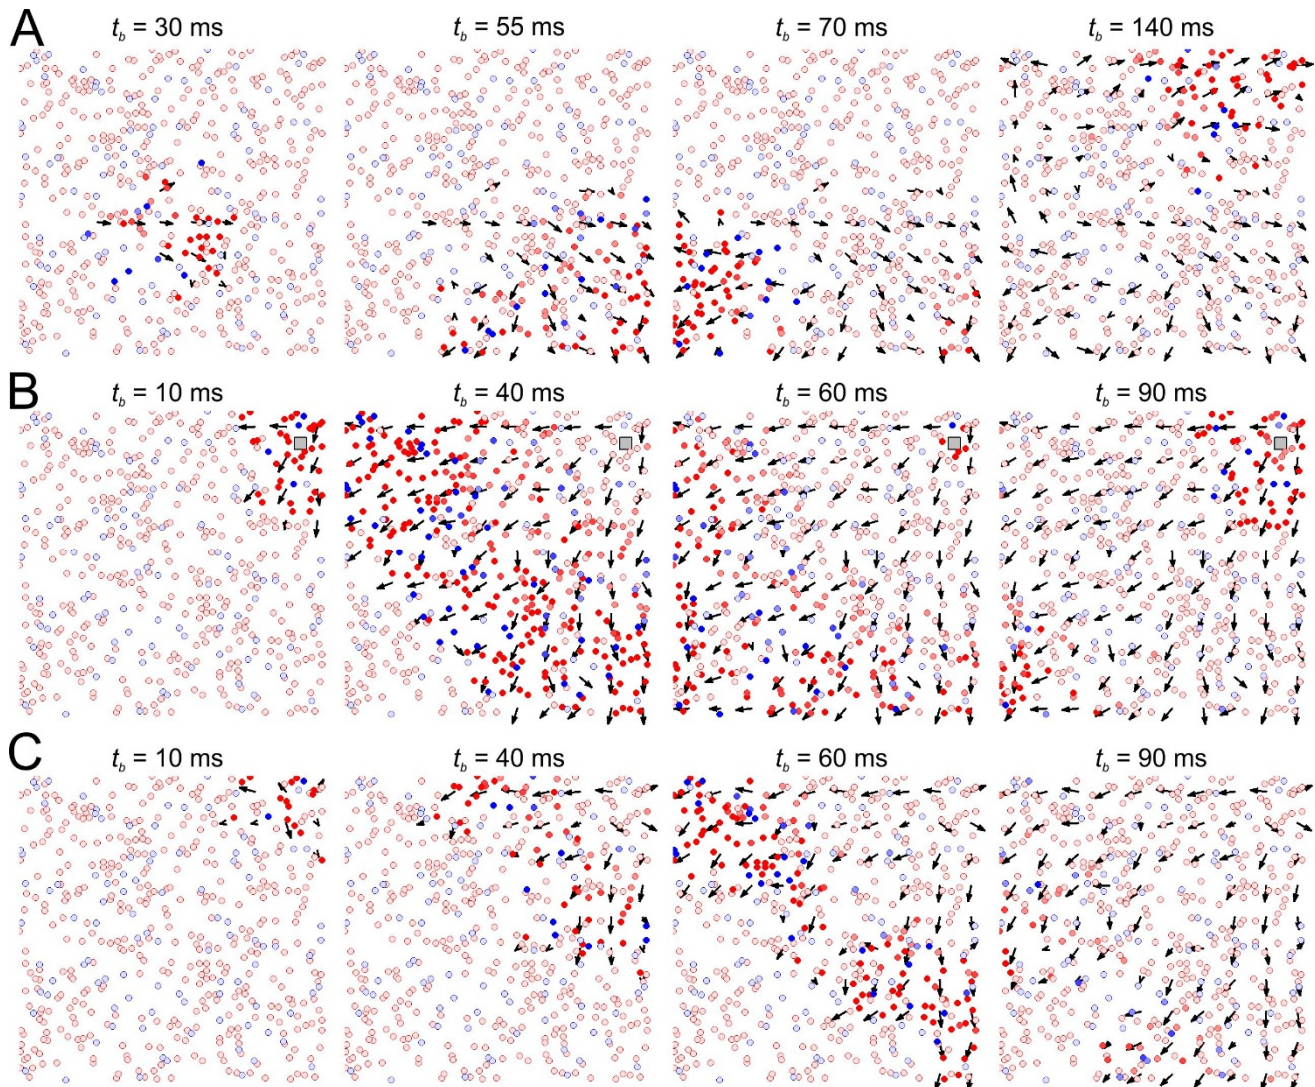 A
t_b = 30 ms t_b = 55 ms t_b = 70 ms t_b = 140 ms
B
t_b = 10 ms t_b = 40 ms t_b = 60 ms t_b = 90 ms
C
t_b = 10 ms t_b = 40 ms t_b = 60 ms t_b = 90 ms